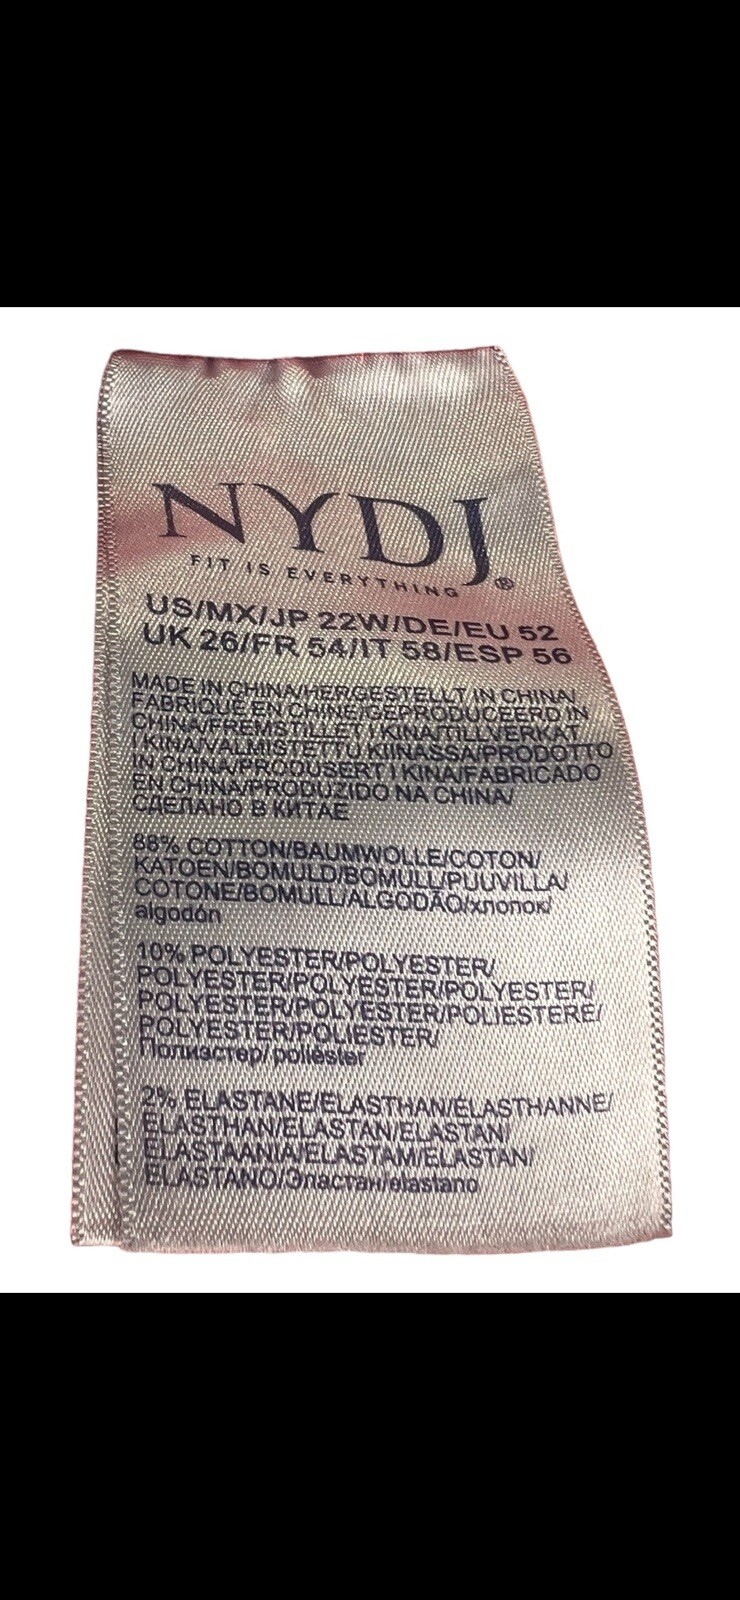 NYDJ®
FIT IS EVERYTHING
US/MX/JP 22W/DE/EU 52
UK 26/FR 54/IT 58/ESP 56
MADE IN CHINA/HERGESTELLT IN CHINA/
FABRIQUÉ EN CHINE/GEPRODUCEERD IN
CHINA/FREMSTILLET I KINA/TILLVERKAT
I KINA/VALMISTETTU KIINASSA/PRODOTTO
IN CHINA/PRODUSERT I KINA/FABRICADO
EN CHINA/PRODUZIDO NA CHINA/
СДЕЛАНО В КИТАЕ
88% COTTON/BAUMWOLLE/COTON/
KATOEN/BOMULD/BOMULL/PUUVILLA/
COTONE/BOMULL/ALGODÃO/хлопок/
algodón
10% POLYESTER/POLYESTER/
POLYESTER/POLYESTER/POLYESTER/
POLYESTER/POLYESTER/POLIESTERE/
POLYESTER/POLIESTER/
Полиэстер/ poliéster
2% ELASTANE/ELASTHAN/ÉLASTHANNE/
ELASTHAN/ELASTAN/ELASTAN/
ELASTAANIA/ELASTAM/ELASTAN/
ELASTANO/Эластан/elastano